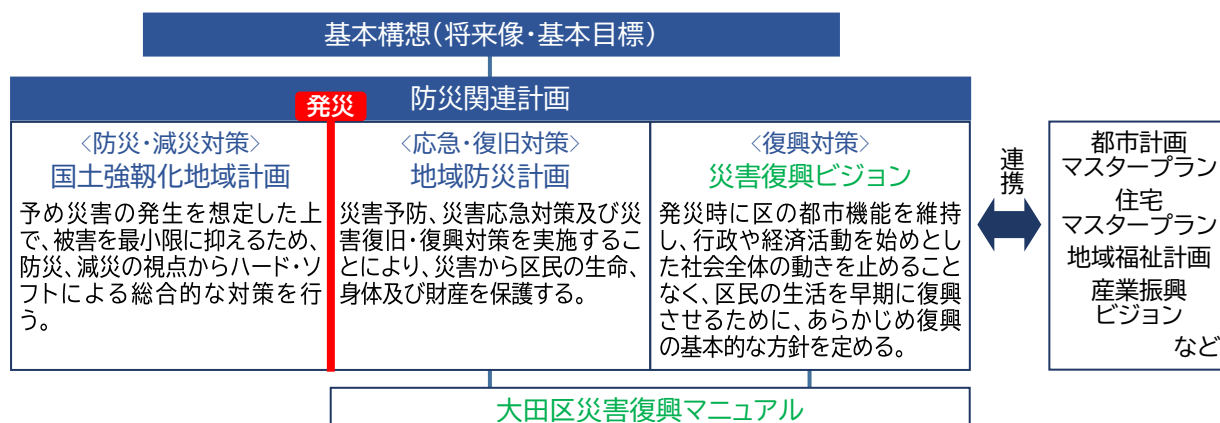 基本構想（将来像・基本目標）
防災関連計画
発災
〈防災・減災対策〉
国土強靱化地域計画
予め災害の発生を想定した上
で、被害を最小限に抑えるため、
防災、減災の視点からハード・ソ
フトによる総合的な対策を行
う。
〈応急・復旧対策〉
地域防災計画
災害予防、災害応急対策及び災
害復旧・復興対策を実施するこ
とにより、災害から区民の生命、
身体及び財産を保護する。
〈復興対策〉
災害復興ビジョン
発災時に区の都市機能を維持
し、行政や経済活動を始めとし
た社会全体の動きを止めること
なく、区民の生活を早期に復興
させるために、あらかじめ復興
の基本的な方針を定める。
連携
都市計画
マスタープラン
住宅
マスタープラン
地域福祉計画
産業振興
ビジョン
など
大田区災害復興マニュアル